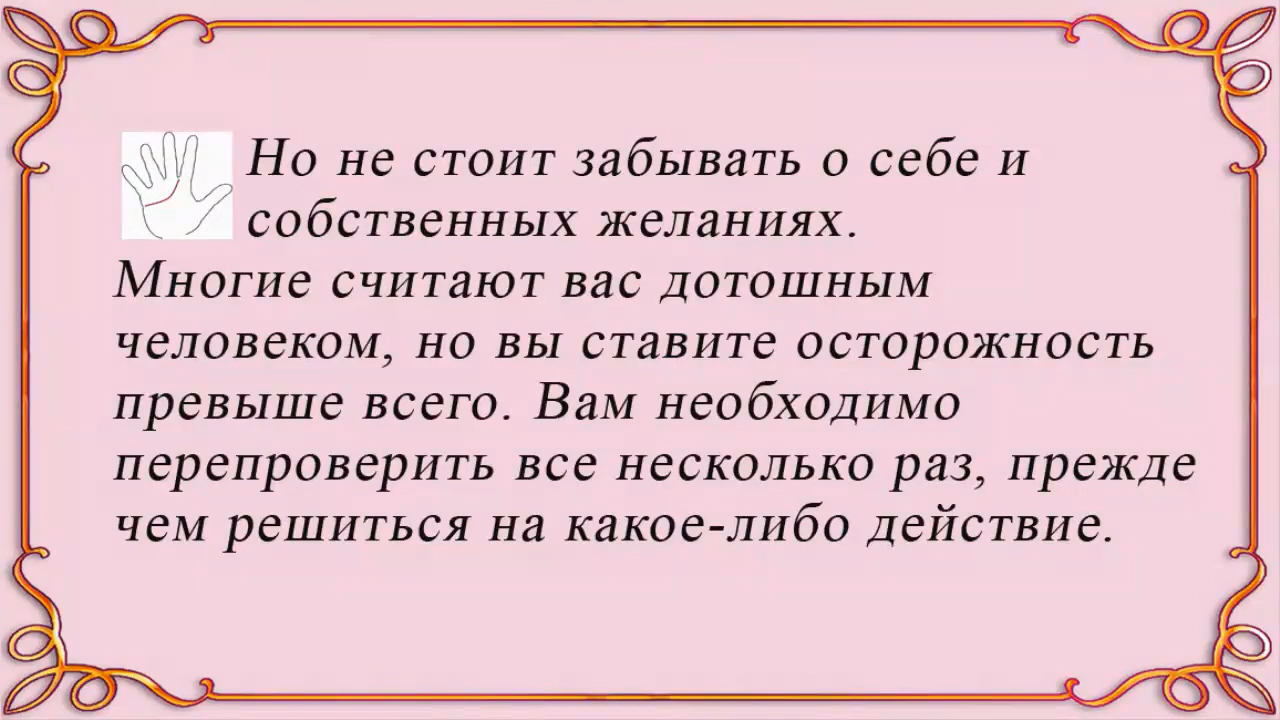 Но не стоит забывать о себе и
собственных желаниях.
Многие считают вас дотошным
человеком, но вы ставите осторожность
превыше всего. Вам необходимо
перепроверить все несколько раз, прежде
чем решиться на какое-либо действие.